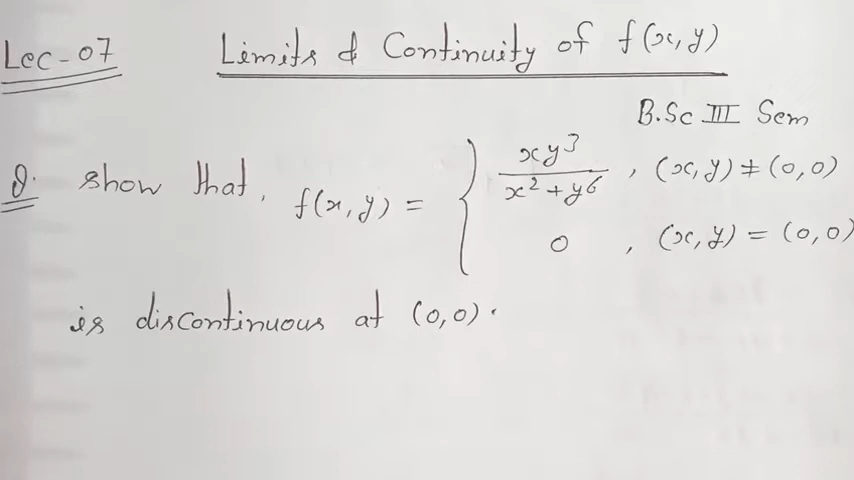 Lec-07
Limits & Continuity of f(x,y)
B.Sc III Sem
Q. show that, f(x,y) = { xy³/x²+y⁶ , (x,y) ≠ (0,0)
0 , (x,y) = (0,0)
is discontinuous at (0,0).